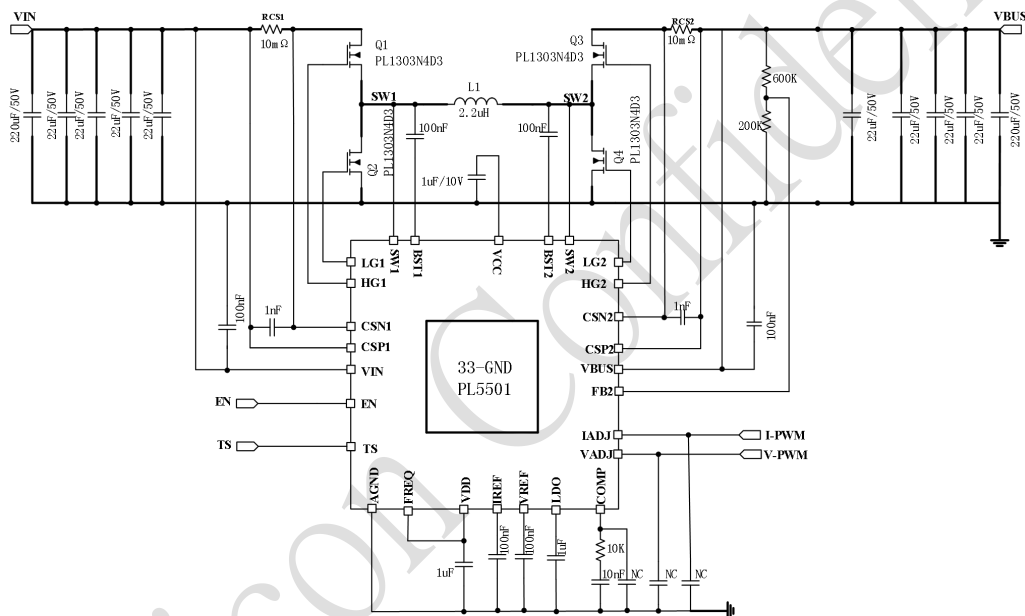 VIN
RCS1
10mΩ
Q1
PL1303N4D3
Q3
PL1303N4D3
RCS2
10mΩ
VBUS
220uF/50V
22uF/50V
22uF/50V
22uF/50V
22uF/50V
SW1
L1
2.2uH
SW2
600K
200K
22uF/50V
22uF/50V
22uF/50V
22uF/50V
220uF/50V
100nF
100nF
1uF/10V
Q2
PL1303N4D3
Q4
PL1303N4D3
SW1
BST1
VCC
BST2
SW2
LG1
HG1
CSN1
CSP1
VIN
EN
TS
LG2
HG2
CSN2
CSP2
VBUS
FB2
IADJ
VADJ
100nF
1nF
1nF
100nF
33-GND
PL5501
EN
TS
I-PWM
V-PWM
AGND
FREQ
VDD
IREF
VREF
LDO
COMP
1uF
100nF
100nF
1uF
10K
10nF
NC
NC
NC
icon Confiden